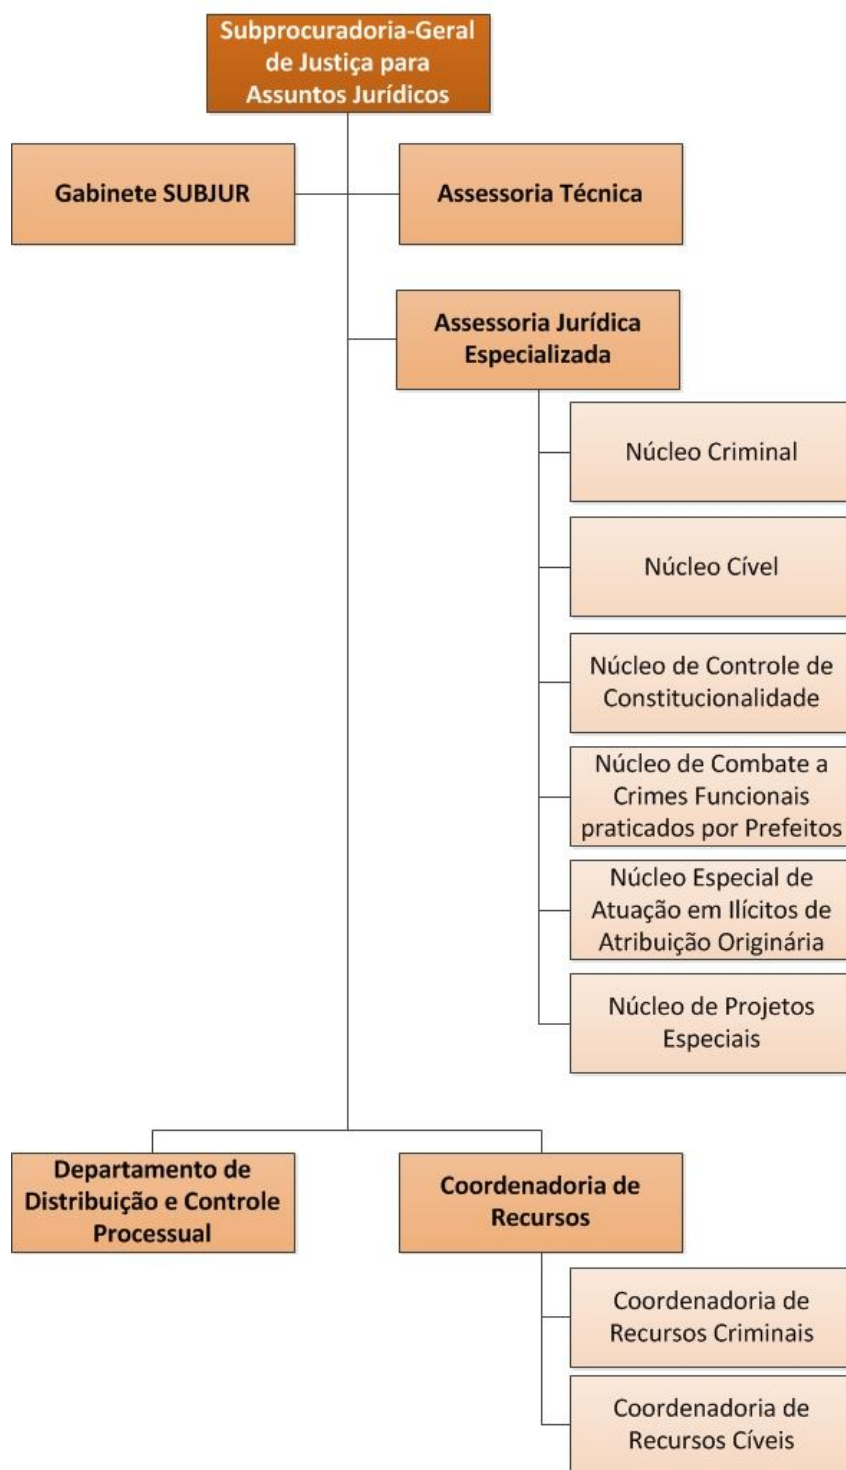 Subprocuradoria-Geral
de Justiça para
Assuntos Jurídicos
Gabinete SUBJUR
Assessoria Técnica
Assessoria Jurídica
Especializada
Núcleo Criminal
Núcleo Cível
Núcleo de Controle de
Constitucionalidade
Núcleo de Combate a
Crimes Funcionais
praticados por Prefeitos
Núcleo Especial de
Atuação em Ilícitos de
Atribuição Originária
Núcleo de Projetos
Especiais
Departamento de
Distribuição e Controle
Processual
Coordenadoria de
Recursos
Coordenadoria de
Recursos Criminais
Coordenadoria de
Recursos Cíveis